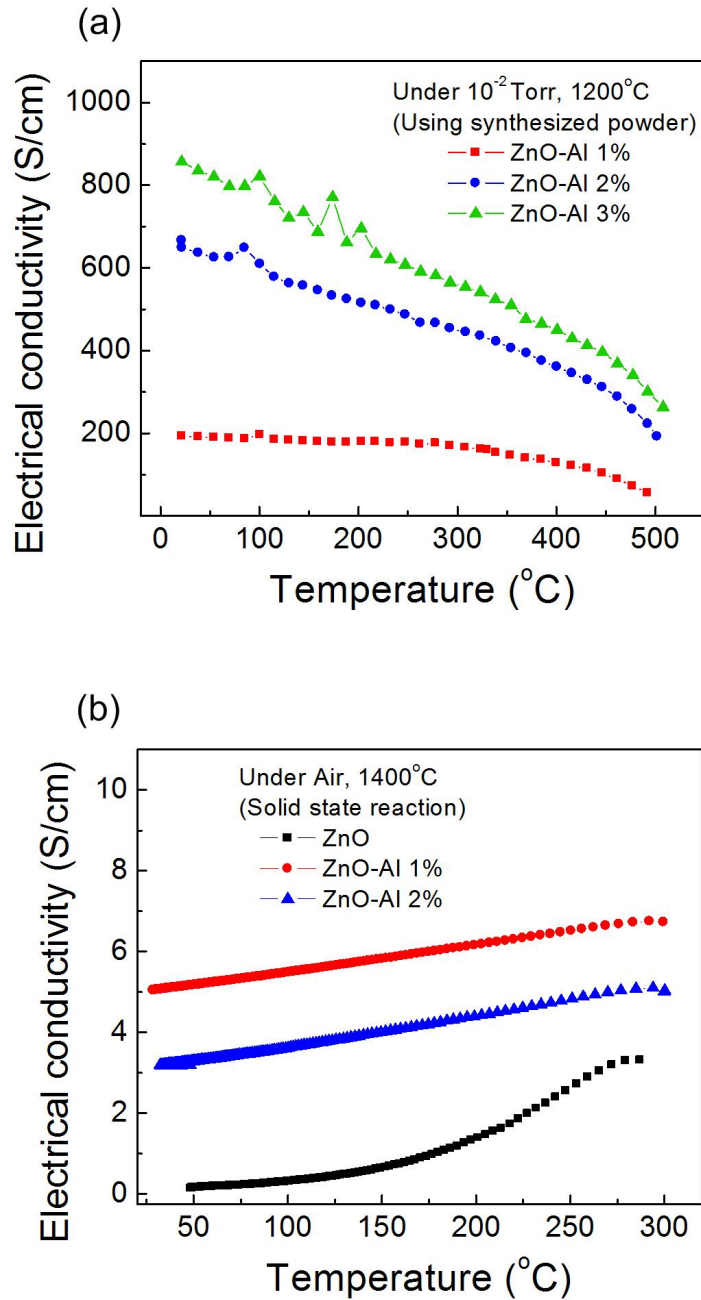 (a)
Electrical conductivity (S/cm)
1000
800
600
400
200
Under 10⁻² Torr, 1200°C
(Using synthesized powder)
ZnO-Al 1%
ZnO-Al 2%
ZnO-Al 3%
0 100 200 300 400 500
Temperature (°C)
(b)
Electrical conductivity (S/cm)
10
8
6
4
2
0
Under Air, 1400°C
(Solid state reaction)
ZnO
ZnO-Al 1%
ZnO-Al 2%
50 100 150 200 250 300
Temperature (°C)